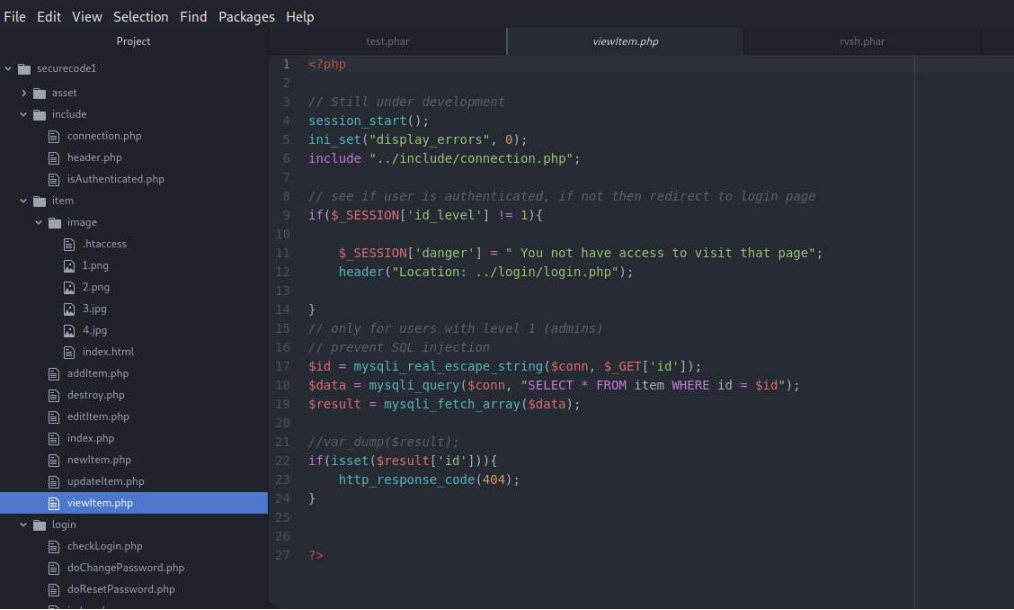 File Edit View Selection Find Packages Help
Project
test.phar
viewItem.php
rvsh.phar
securecode1
asset
include
connection.php
header.php
isAuthenticated.php
item
image
.htaccess
1.png
2.png
3.jpg
4.jpg
index.html
addItem.php
destroy.php
editItem.php
index.php
newItem.php
updateItem.php
viewItem.php
login
checkLogin.php
doChangePassword.php
doResetPassword.php
1 <?php
2
3 // Still under development
4 session_start();
5 ini_set("display_errors", 0);
6 include "../include/connection.php";
7
8 // see if user is authenticated, if not then redirect to login page
9 if($_SESSION['id_level'] != 1){
10
11 $_SESSION['danger'] = " You not have access to visit that page";
12 header("Location: ../login/login.php");
13
14 }
15 // only for users with level 1 (admins)
16 // prevent SQL injection
17 $id = mysqli_real_escape_string($conn, $_GET['id']);
18 $data = mysqli_query($conn, "SELECT * FROM item WHERE id = $id");
19 $result = mysqli_fetch_array($data);
20
21 //var_dump($result);
22 if(isset($result['id'])){
23 http_response_code(404);
24 }
25
26
27 ?>